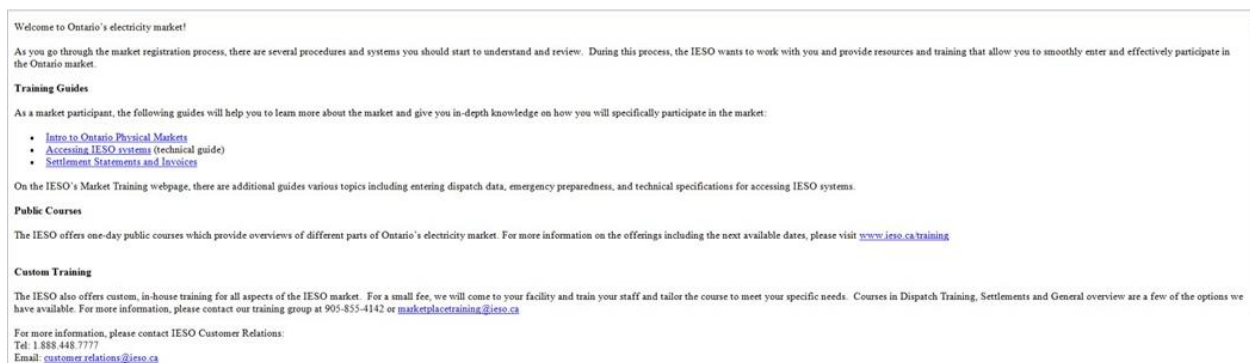 Welcome to Ontario's electricity market!
As you go through the market registration process, there are several procedures and systems you should start to understand and review. During this process, the IESO wants to work with you and provide resources and training that allow you to smoothly enter and effectively participate in
the Ontario market.
Training Guides
As a market participant, the following guides will help you to learn more about the market and give you in-depth knowledge on how you will specifically participate in the market:
• Intro to Ontario Physical Markets
• Accessing IESO systems (technical guide)
• Settlement Statements and Invoices
On the IESO's Market Training webpage, there are additional guides various topics including entering dispatch data, emergency preparedness, and technical specifications for accessing IESO systems.
Public Courses
The IESO offers one-day public courses which provide overviews of different parts of Ontario's electricity market. For more information on the offerings including the next available dates, please visit www.ieso.ca/training
Custom Training
The IESO also offers custom, in-house training for all aspects of the IESO market. For a small fee, we will come to your facility and train your staff and tailor the course to meet your specific needs. Courses in Dispatch Training, Settlements and General overview are a few of the options we
have available. For more information, please contact our training group at 905-855-4142 or marketplacetraining@ieso.ca
For more information, please contact IESO Customer Relations:
Tel: 1.888.448.7777
Email: customer.relations@ieso.ca